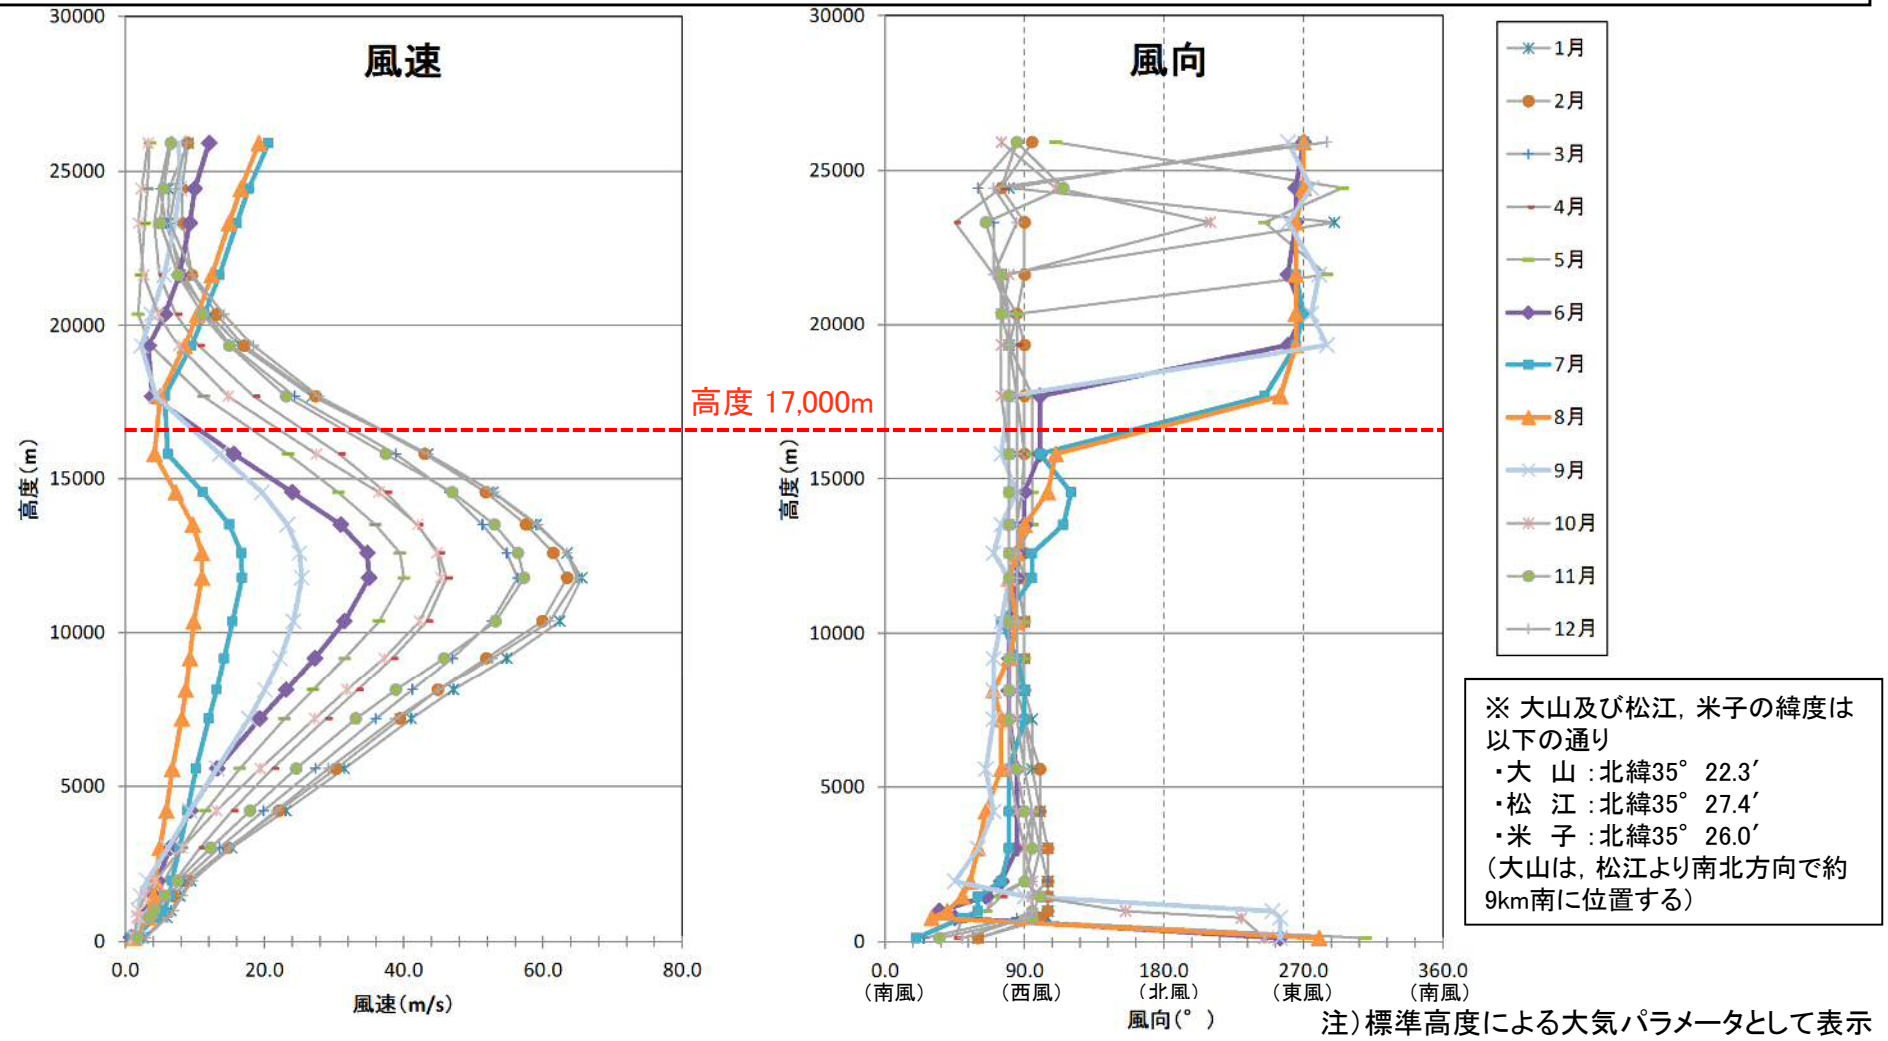 風速
30000
25000
20000
15000
10000
5000
0
高度(m)
0.0
20.0
40.0
60.0
80.0
風速(m/s)
高度 17,000m
風向
30000
25000
20000
15000
10000
5000
0
高度(m)
0.0
90.0
180.0
270.0
360.0
(南風)
(西風)
(北風)
(東風)
(南風)
風向(°)
1月
2月
3月
4月
5月
6月
7月
8月
9月
10月
11月
12月
※ 大山及び松江, 米子の緯度は
以下の通り
・大 山 :北緯35° 22.3′
・松 江 :北緯35° 27.4′
・米 子 :北緯35° 26.0′
(大山は, 松江より南北方向で約
9km南に位置する)
注)標準高度による大気パラメータとして表示